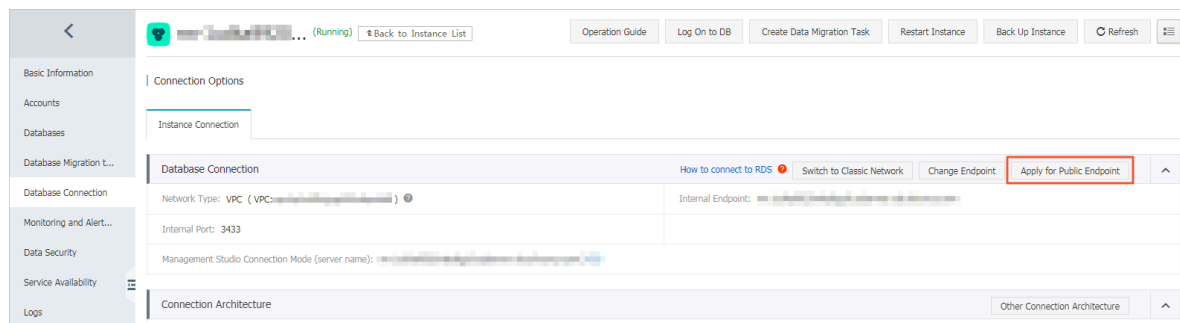 ... (Running) Back to Instance List Operation Guide Log On to DB Create Data Migration Task Restart Instance Back Up Instance Refresh
Basic Information
Connection Options
Accounts
Instance Connection
Databases
Database Migration t...
Database Connection How to connect to RDS Switch to Classic Network Change Endpoint Apply for Public Endpoint
Database Connection
Network Type: VPC ( VPC: ) Internal Endpoint:
Monitoring and Alert...
Internal Port: 3433
Data Security
Management Studio Connection Mode (server name):
Service Availability
Connection Architecture Other Connection Architecture
Logs